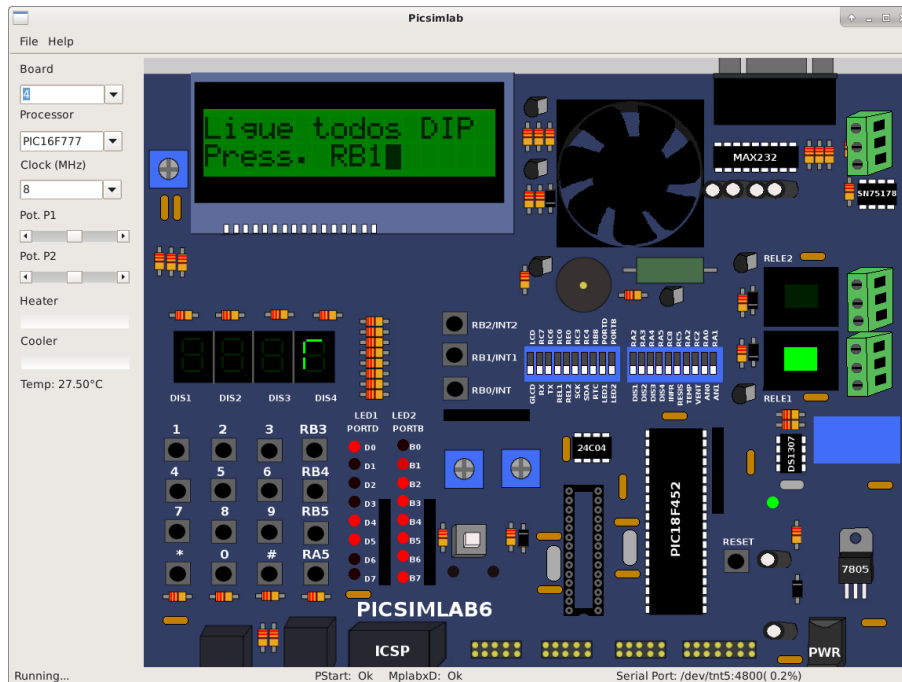 Picsimlab
File Help
Board
4
Processor
PIC16F777
Clock (MHz)
8
Pot. P1
Pot. P2
Heater
Cooler
Temp: 27.50°C
Ligue todos DIP
Press. RB1
MAX232
SN75178
RELE2
RELE1
RB2/INT2
RB1/INT1
RB0/INT
DIS1 DIS2 DIS3 DIS4
LED1 LED2
PORTD PORTB
1 2 3 RB3
4 5 6 RB4
7 8 9 RB5
* 0 # RA5
D0 B0
D1 B1
D2 B2
D3 B3
D4 B4
D5 B5
D6 B6
D7 B7
24C04
PIC18F452
DS1307
RESET
7805
PICSIMLAB6
ICSP
PWR
Running...
PStart: Ok MplabxD: Ok
Serial Port: /dev/tnt5:4800( 0.2%)